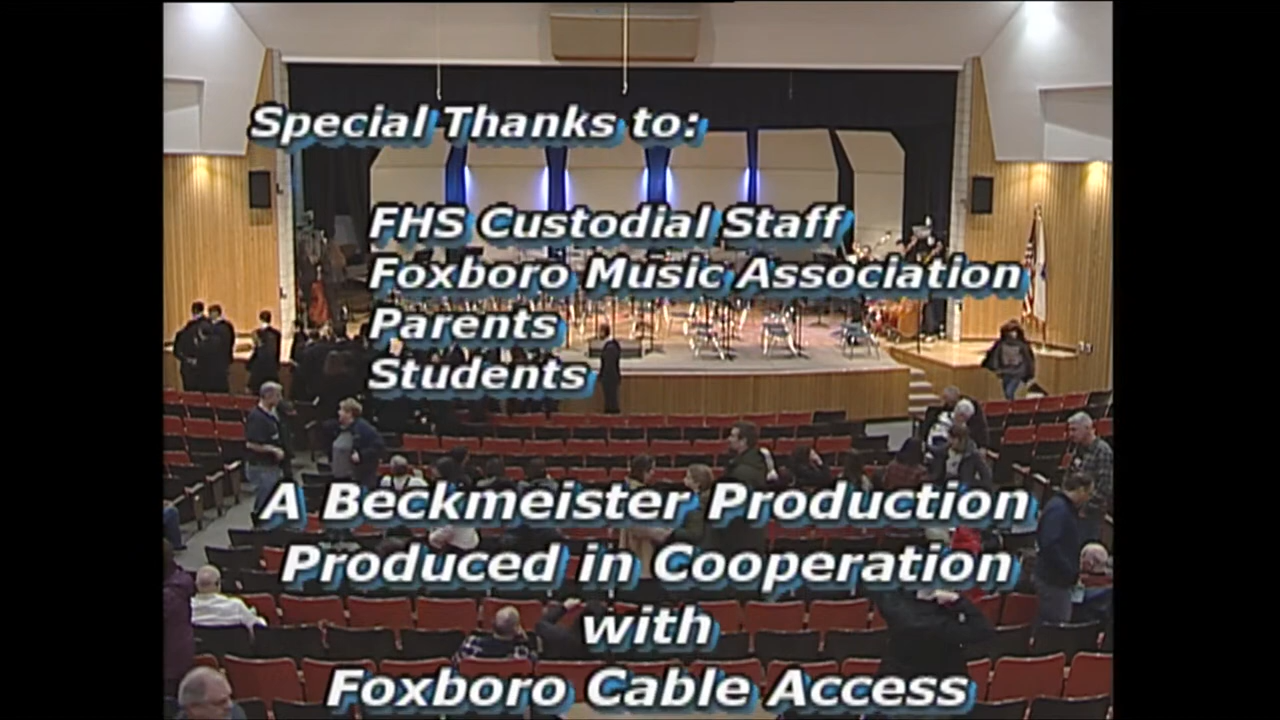 Special Thanks to:
FHS Custodial Staff
Foxboro Music Association
Parents
Students
A Beckmeister Production
Produced in Cooperation
with
Foxboro Cable Access